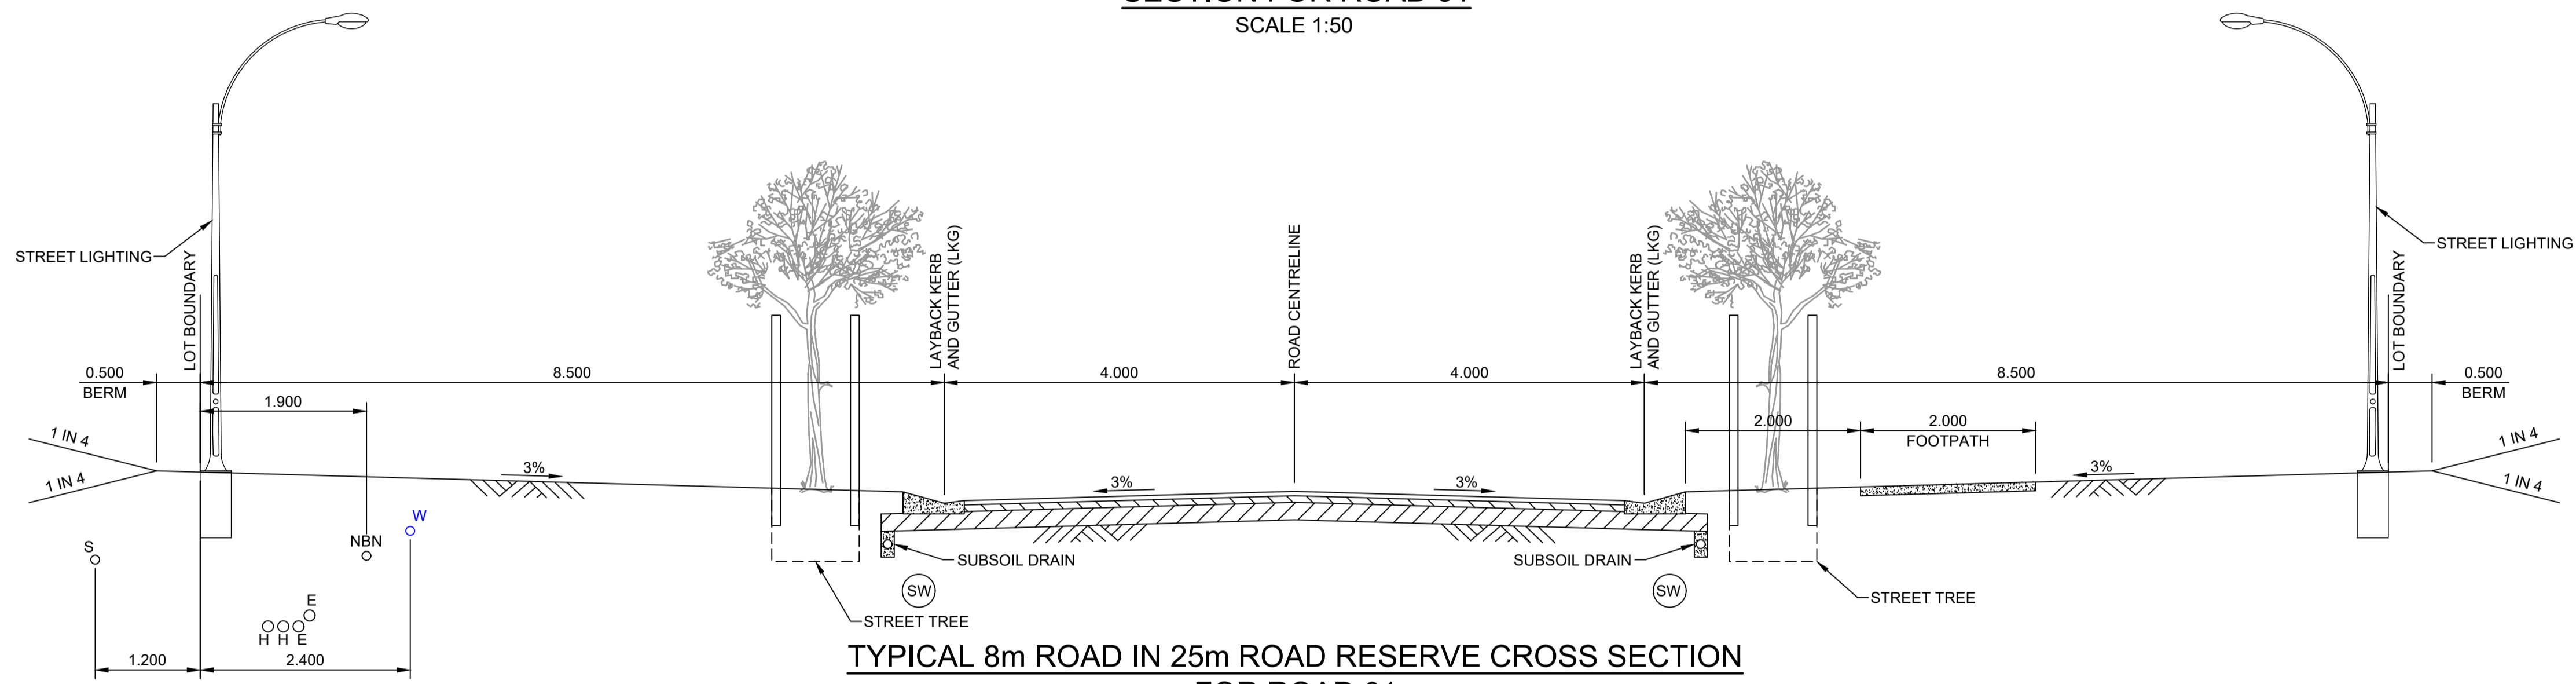 SECTION FOR ROAD 01
SCALE 1:50
STREET LIGHTING
LOT BOUNDARY
LAYBACK KERB
AND GUTTER (LKG)
ROAD CENTRELINE
LAYBACK KERB
AND GUTTER (LKG)
LOT BOUNDARY
STREET LIGHTING
0.500
BERM
8.500
4.000
4.000
8.500
0.500
BERM
1.900
2.000
2.000
FOOTPATH
1 IN 4
1 IN 4
3%
3%
3%
3%
1 IN 4
1 IN 4
S
NBN
W
SUBSOIL DRAIN
SUBSOIL DRAIN
SW
SW
E
H H E
STREET TREE
STREET TREE
1.200
2.400
TYPICAL 8m ROAD IN 25m ROAD RESERVE CROSS SECTION